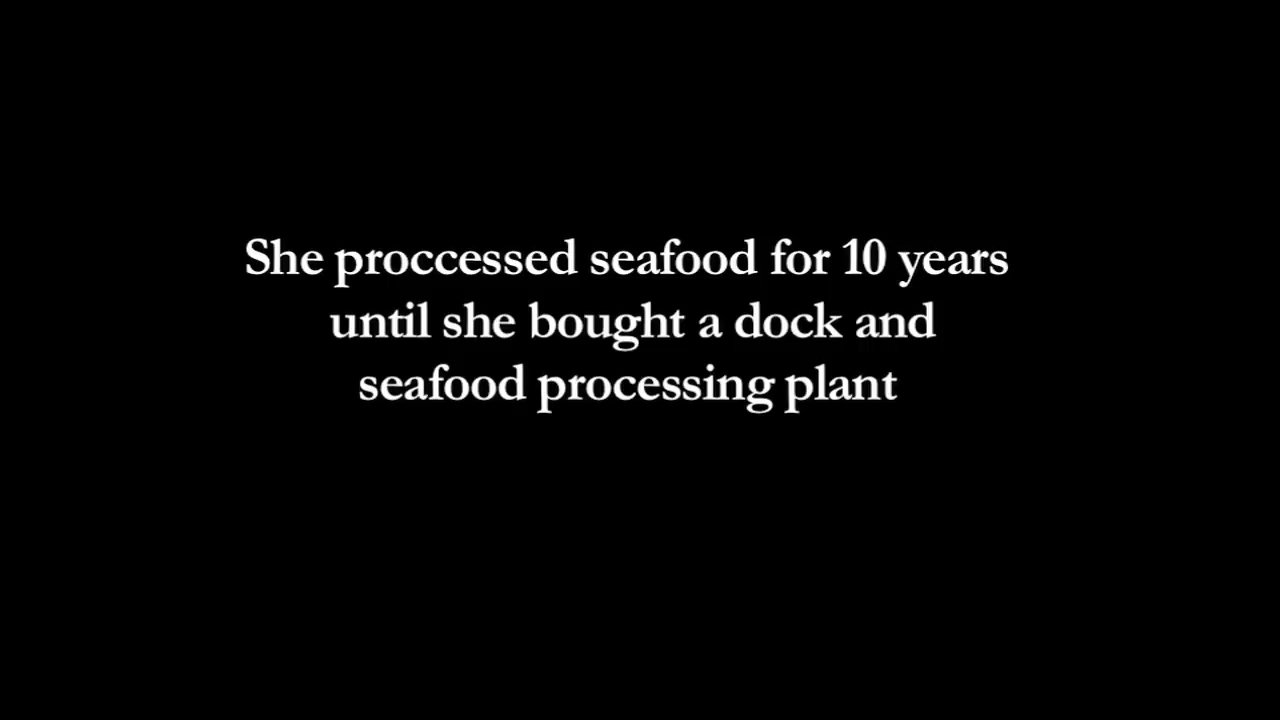 She proccessed seafood for 10 years
until she bought a dock and
seafood processing plant